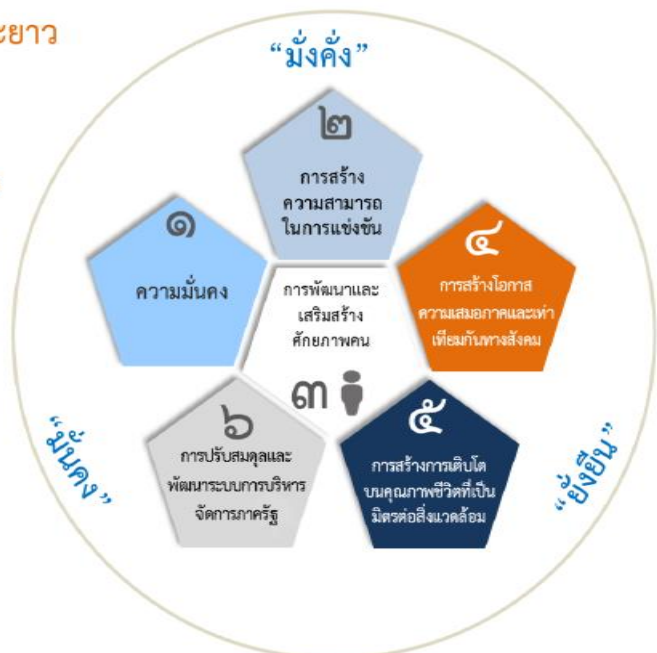 ะยาว
“มั่งคั่ง”
๒
การสร้าง
ความสามารถ
ในการแข่งขัน
๑
ความมั่นคง
๔
การสร้างโอกาส
ความเสมอภาคและเท่า
เทียมกันทางสังคม
การพัฒนาและ
เสริมสร้าง
ศักยภาพคน
๓
๖
การปรับสมดุลและ
พัฒนาระบบการบริหาร
จัดการภาครัฐ
๕
การสร้างการเติบโต
บนคุณภาพชีวิตที่เป็น
มิตรต่อสิ่งแวดล้อม
“มั่นคง”
“ยั่งยืน”